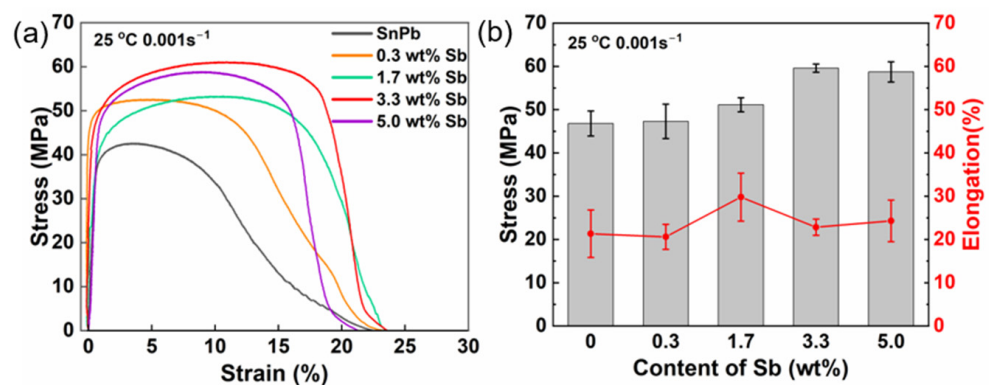 (a)
25 °C 0.001s⁻¹
SnPb
0.3 wt% Sb
1.7 wt% Sb
3.3 wt% Sb
5.0 wt% Sb
Stress (MPa)
70
60
50
40
30
20
10
0
0 5 10 15 20 25 30
Strain (%)
(b)
25 °C 0.001s⁻¹
Stress (MPa)
70
60
50
40
30
20
10
0
0 0.3 1.7 3.3 5.0
Content of Sb (wt%)
70
60
50
40
30
20
10
0
Elongation(%)